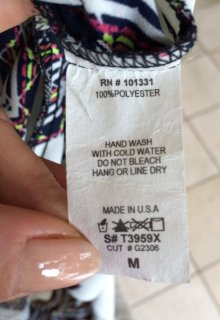 RN # 101331
100%POLYESTER
HAND WASH
WITH COLD WATER
DO NOT BLEACH
HANG OR LINE DRY
MADE IN U.S.A
S# T3959X
CUT # G2306
M